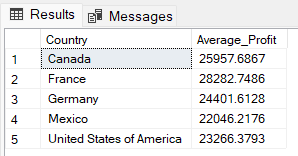 Results Messages
Country Average_Profit
1 Canada 25957.6867
2 France 28282.7486
3 Germany 24401.6128
4 Mexico 22046.2176
5 United States of America 23266.3793